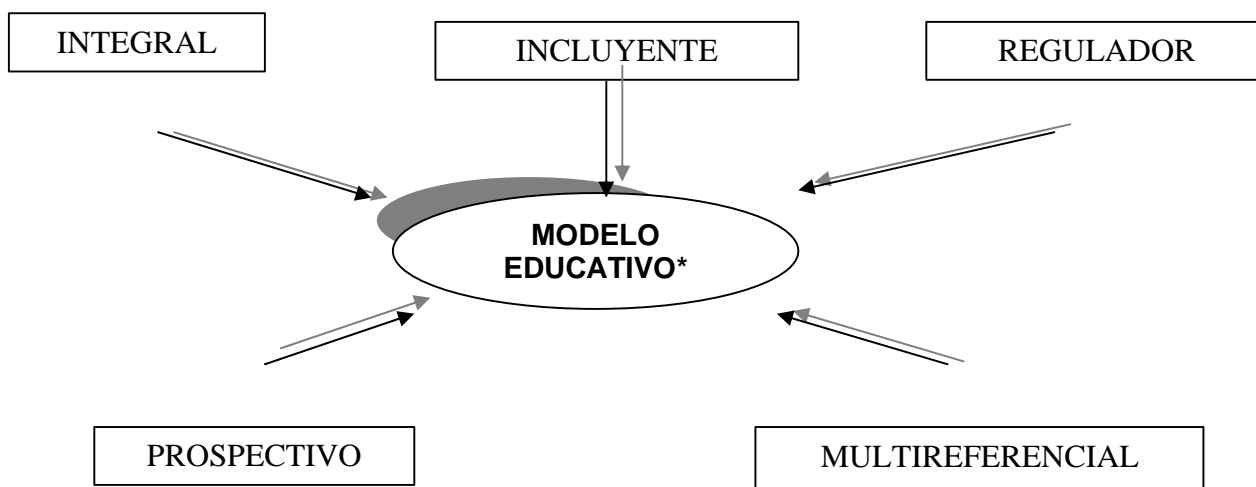 INTEGRAL
INCLUYENTE
REGULADOR
MODELO
EDUCATIVO*
PROSPECTIVO
MULTIREFERENCIAL